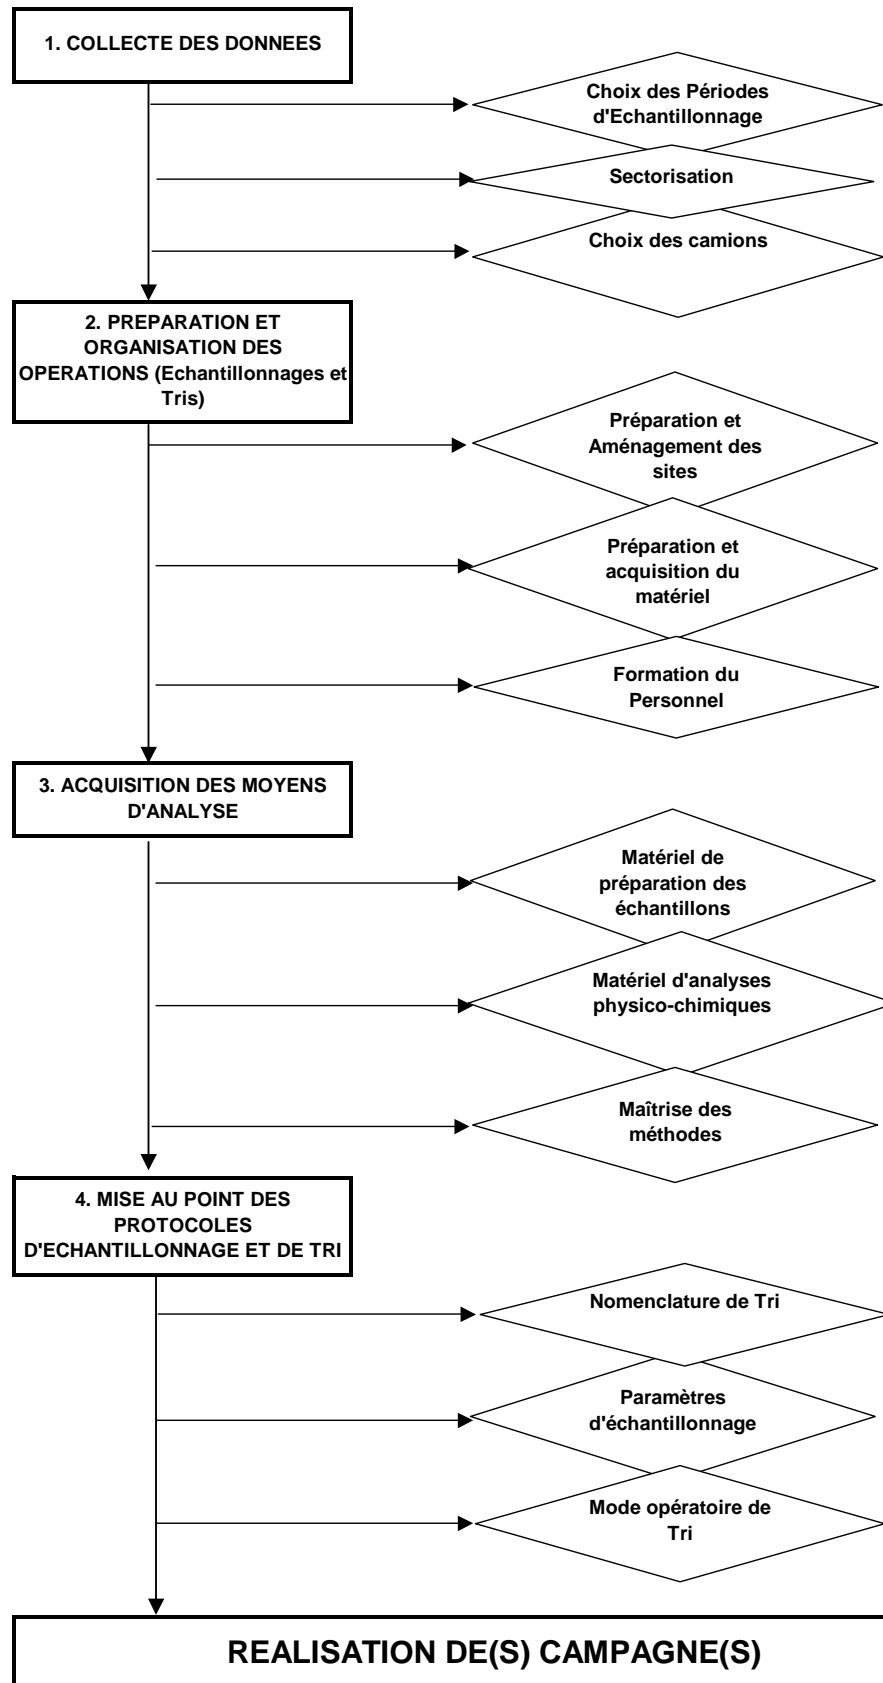 1. COLLECTE DES DONNEES
Choix des Périodes
d'Echantillonnage
Sectorisation
Choix des camions
2. PREPARATION ET
ORGANISATION DES
OPERATIONS (Echantillonnages et
Tris)
Préparation et
Aménagement des
sites
Préparation et
acquisition du
matériel
Formation du
Personnel
3. ACQUISITION DES MOYENS
D'ANALYSE
Matériel de
préparation des
échantillons
Matériel d'analyses
physico-chimiques
Maîtrise des
méthodes
4. MISE AU POINT DES
PROTOCOLES
D'ECHANTILLONNAGE ET DE TRI
Nomenclature de Tri
Paramètres
d'échantillonnage
Mode opératoire de
Tri
REALISATION DE(S) CAMPAGNE(S)